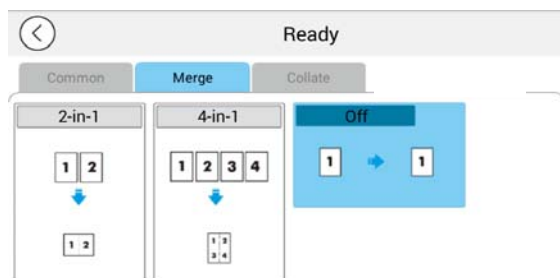 Ready
Common Merge Collate
2-in-1 4-in-1 Off
1 2 1 2 3 4 1 1
1 2 1 2
3 4